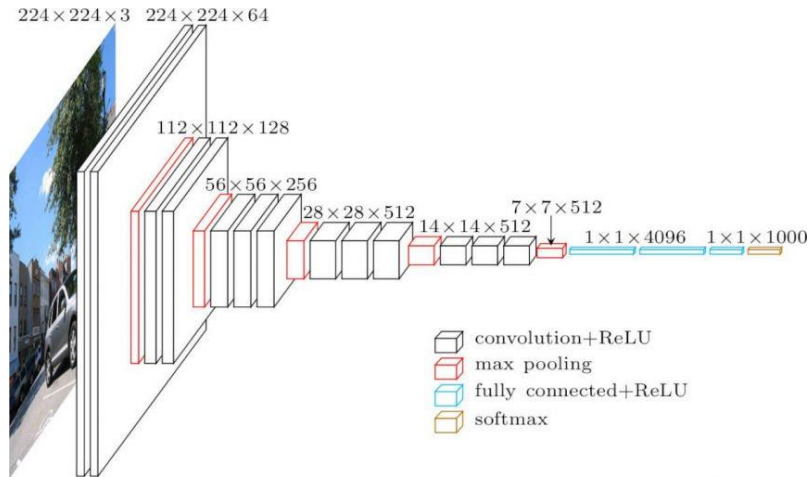 224×224×3
224×224×64
112×112×128
56×56×256
28×28×512
14×14×512
7×7×512
1×1×4096
1×1×1000
convolution+ReLU
max pooling
fully connected+ReLU
softmax